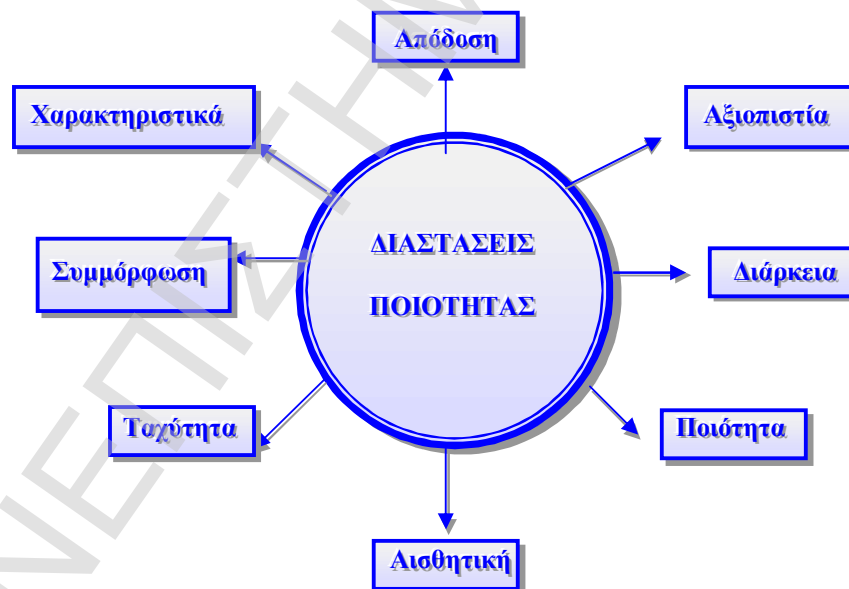 Απόδοση
Χαρακτηριστικά
Αξιοπιστία
ΔΙΑΣΤΑΣΕΙΣ
ΠΟΙΟΤΗΤΑΣ
Συμμόρφωση
Διάρκεια
Ταχύτητα
Ποιότητα
Αισθητική